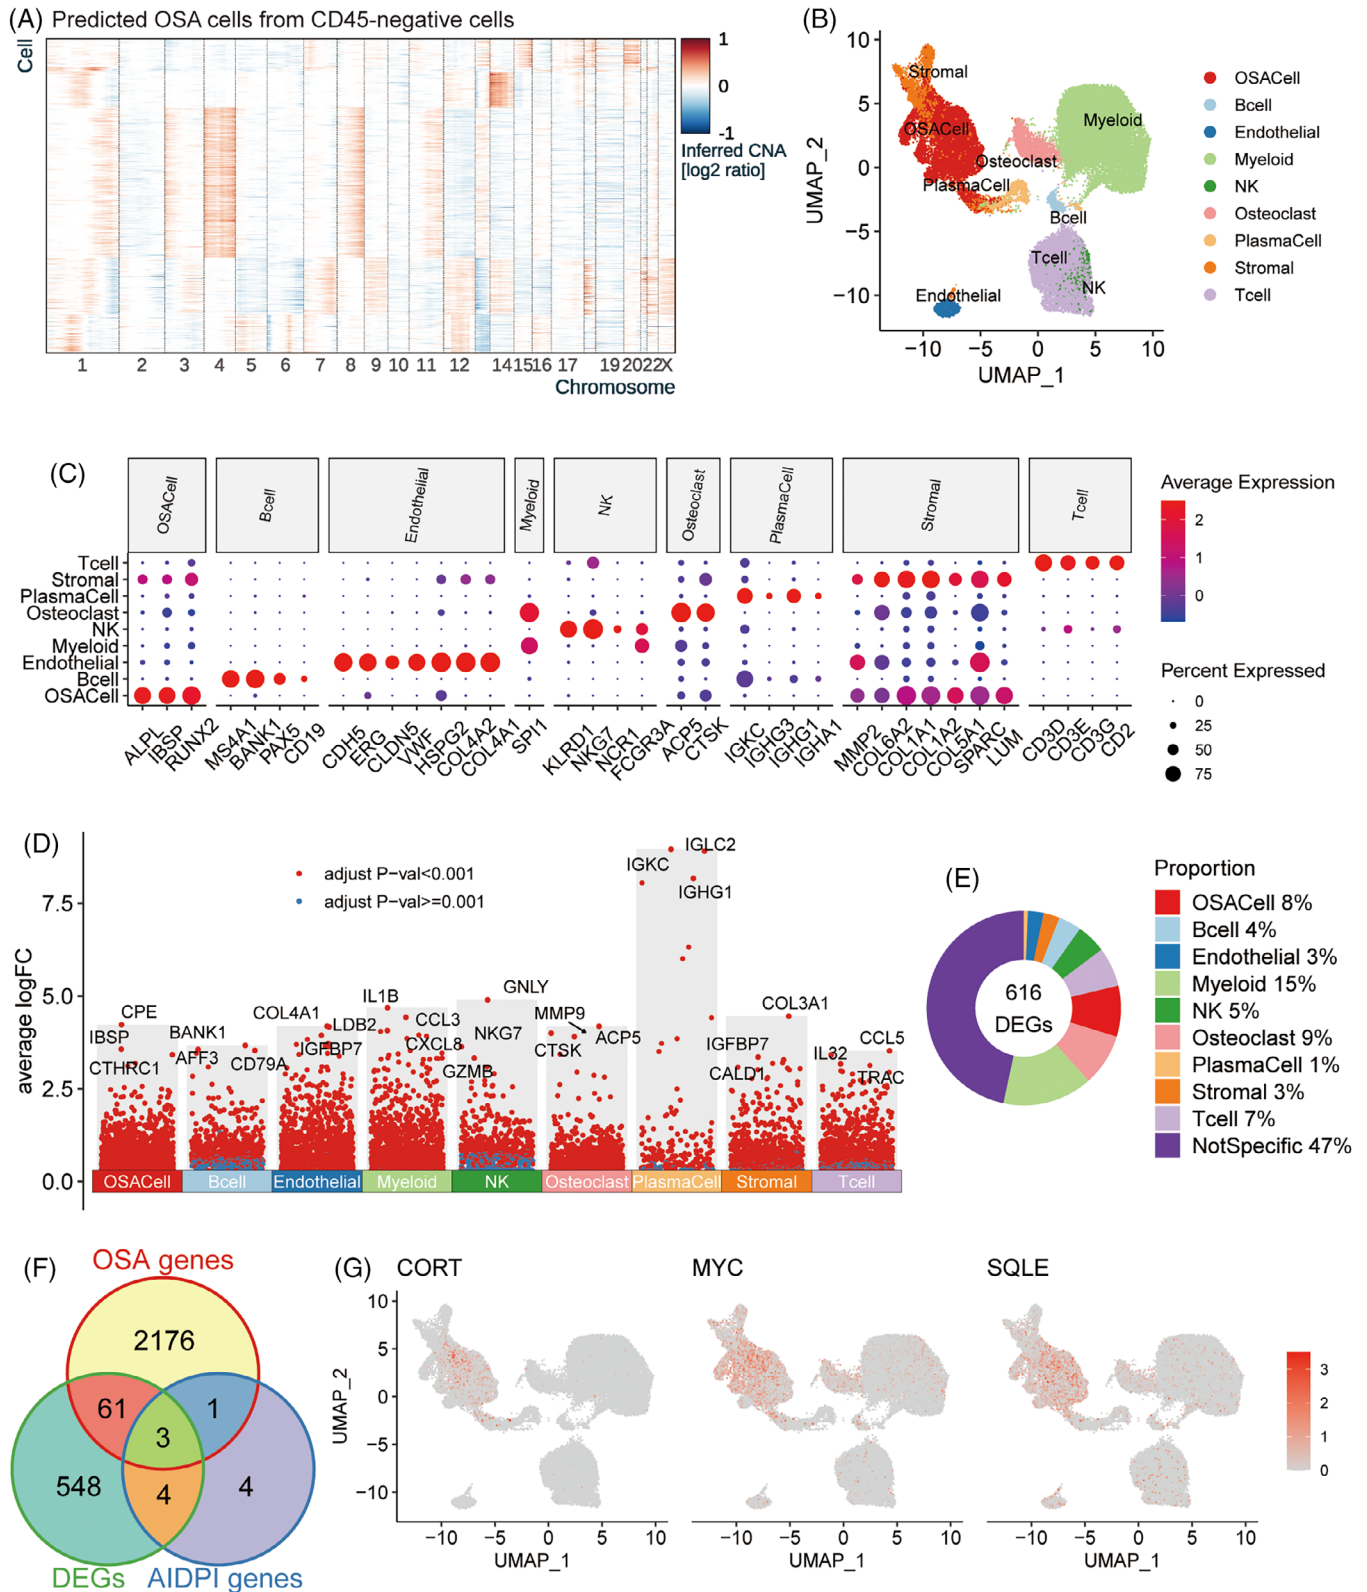 (A) Predicted OSA cells from CD45-negative cells
Cell
1
0
-1
Inferred CNA
[log2 ratio]
1 2 3 4 5 6 7 8 9 10 11 12 14 15 16 17 19 20 22 X
Chromosome
(B)
UMAP_2
10
5
0
−5
−10
−10 −5 0 5 10
UMAP_1
Stromal
OSACell
Myeloid
Osteoclast
PlasmaCell
Bcell
Tcell
NK
Endothelial
OSACell
Bcell
Endothelial
Myeloid
NK
Osteoclast
PlasmaCell
Stromal
Tcell
(C)
OSACell Bcell Endothelial Myeloid NK Osteoclast PlasmaCell Stromal Tcell
Tcell
Stromal
PlasmaCell
Osteoclast
NK
Myeloid
Endothelial
Bcell
OSACell
ALPL IBSP RUNX2 MS4A1 BANK1 PAX5 CD19 CDH5 ERG CLDN5 VWF HSPG2 COL4A2 COL4A1 SPI1 KLRD1 NKG7 NCR1 FCGR3A ACP5 CTSK IGKC IGHG3 IGHG1 IGHA1 MMP2 COL6A2 COL1A1 COL1A2 COL5A1 SPARC LUM CD3D CD3E CD3G CD2
Average Expression
2
1
0
Percent Expressed
0
25
50
75
(D)
average logFC
7.5
5.0
2.5
0.0
adjust P−val<0.001
adjust P−val>=0.001
CPE
IBSP
CTHRC1
BANK1
AFF3
CD79A
COL4A1
LDB2
IGFBP7
IL1B
CCL3
CXCL8
GNLY
NKG7
GZMB
MMP9
ACP5
CTSK
IGLC2
IGKC
IGHG1
COL3A1
IGFBP7
CALD1
CCL5
IL32
TRAC
OSACell Bcell Endothelial Myeloid NK Osteoclast PlasmaCell Stromal Tcell
(E)
616
DEGs
Proportion
OSACell 8%
Bcell 4%
Endothelial 3%
Myeloid 15%
NK 5%
Osteoclast 9%
PlasmaCell 1%
Stromal 3%
Tcell 7%
NotSpecific 47%
(F)
OSA genes
2176
61
1
3
548
4
4
DEGs AIDPI genes
(G)
CORT MYC SQLE
UMAP_2
10
5
0
−5
−10
−10 −5 0 5 10 −10 −5 0 5 10 −10 −5 0 5 10
UMAP_1 UMAP_1 UMAP_1
3
2
1
0